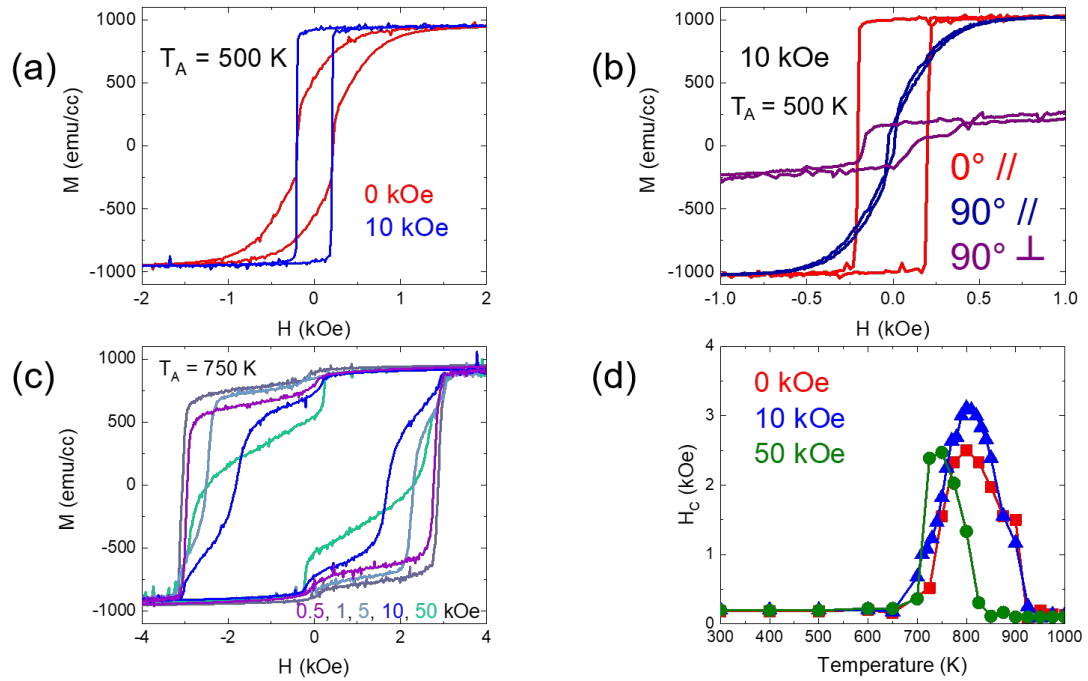 (a)
T_A = 500 K
0 kOe
10 kOe
M (emu/cc)
1000
500
0
-500
-1000
-2
-1
0
1
2
H (kOe)
(b)
10 kOe
T_A = 500 K
0° //
90° //
90° ⊥
M (emu/cc)
1000
500
0
-500
-1000
-1.0
-0.5
0.0
0.5
1.0
H (kOe)
(c)
T_A = 750 K
0.5, 1, 5, 10, 50 kOe
M (emu/cc)
1000
500
0
-500
-1000
-4
-2
0
2
4
H (kOe)
(d)
0 kOe
10 kOe
50 kOe
H_C (kOe)
4
3
2
1
0
300
400
500
600
700
800
900
1000
Temperature (K)